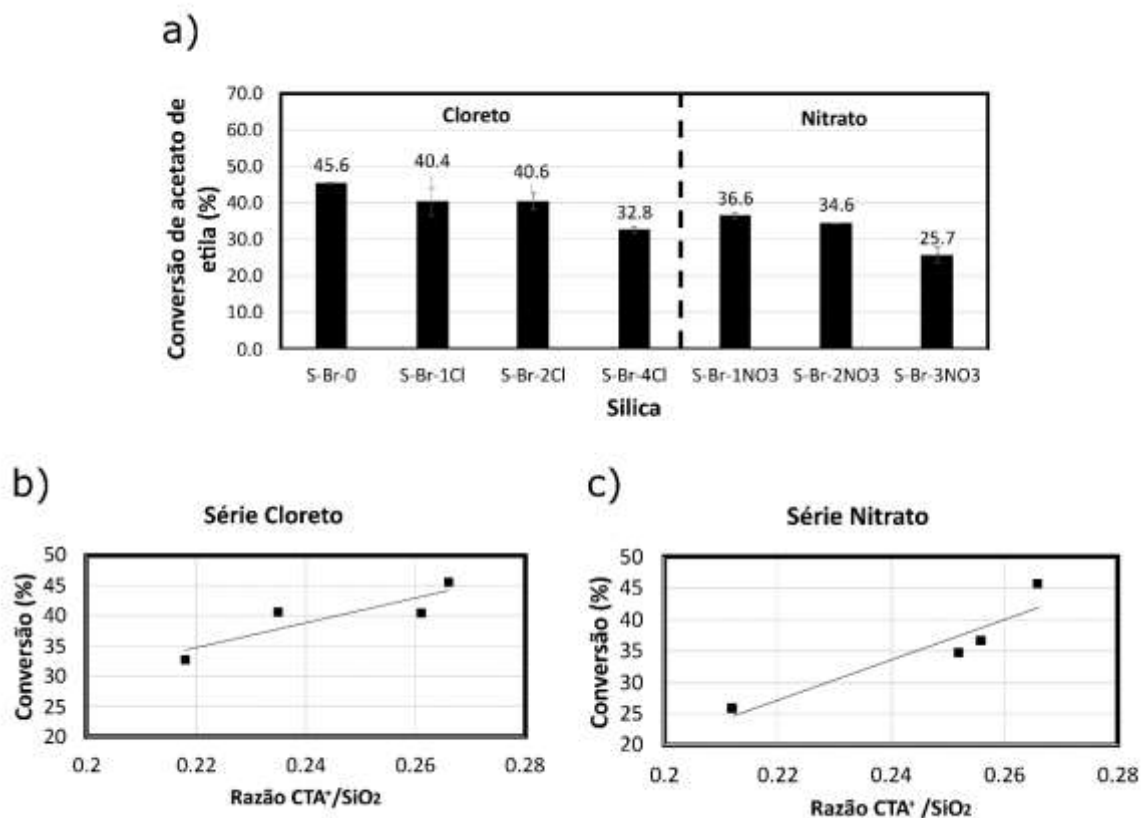 a)
Conversão de acetato de
etila (%)
70.0
60.0
50.0
40.0
30.0
20.0
10.0
0.0
Cloreto
Nitrato
45.6
40.4
40.6
32.8
36.6
34.6
25.7
S-Br-0 S-Br-1Cl S-Br-2Cl S-Br-4Cl S-Br-1NO3 S-Br-2NO3 S-Br-3NO3
Silica
b)
Série Cloreto
Conversão (%)
50
45
40
35
30
25
20
0.2 0.22 0.24 0.26 0.28
Razão CTA⁺/SiO₂
c)
Série Nitrato
Conversão (%)
50
45
40
35
30
25
20
0.2 0.22 0.24 0.26 0.28
Razão CTA⁺ /SiO₂